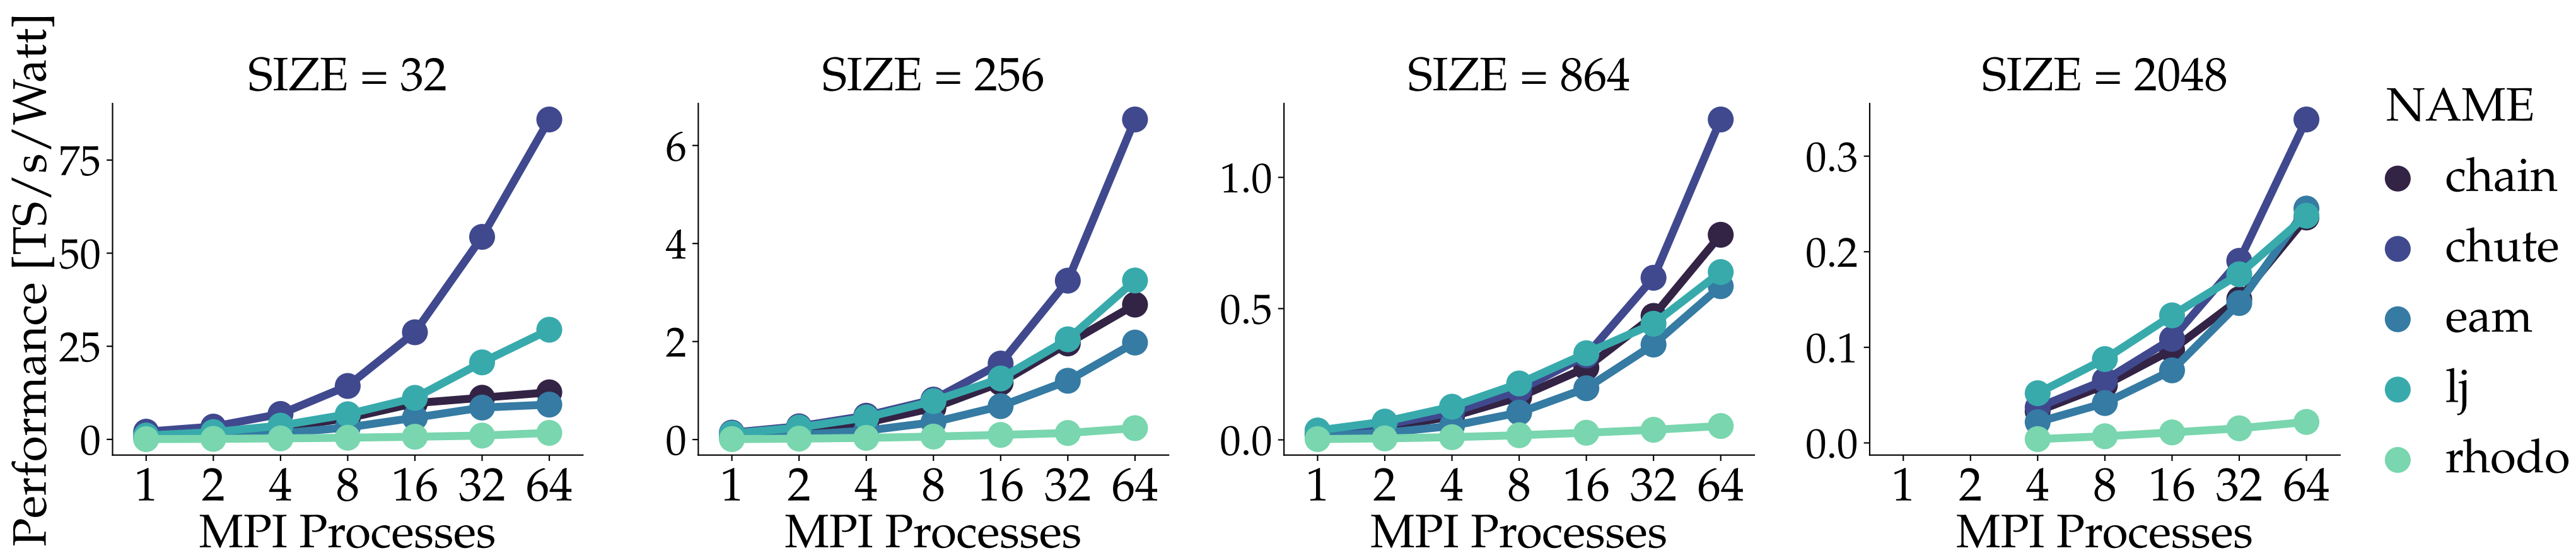 Performance [TS/s/Watt]
SIZE = 32
75
50
25
0
1 2 4 8 16 32 64
MPI Processes
SIZE = 256
6
4
2
0
1 2 4 8 16 32 64
MPI Processes
SIZE = 864
1.0
0.5
0.0
1 2 4 8 16 32 64
MPI Processes
SIZE = 2048
0.3
0.2
0.1
0.0
1 2 4 8 16 32 64
MPI Processes
NAME
chain
chute
eam
lj
rhodo